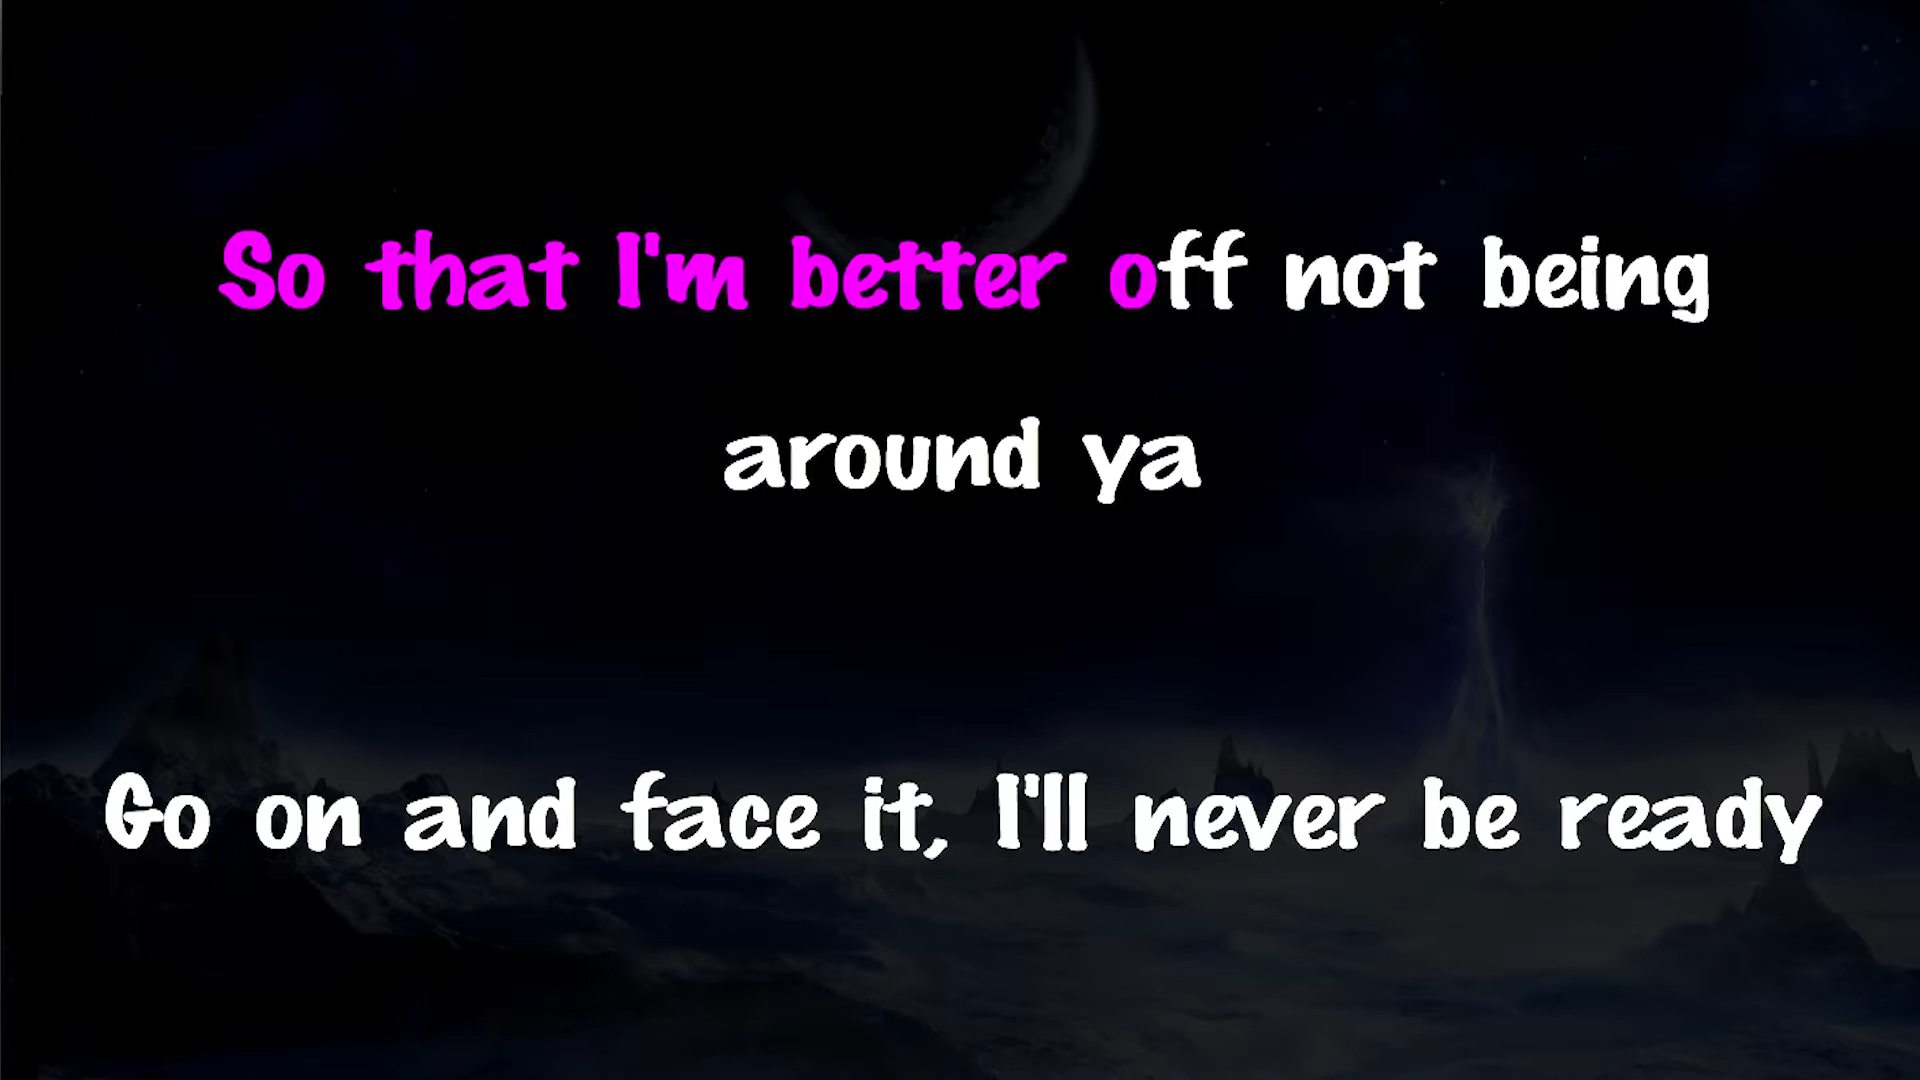 So that I'm better off not being
around ya
Go on and face it, I'll never be ready